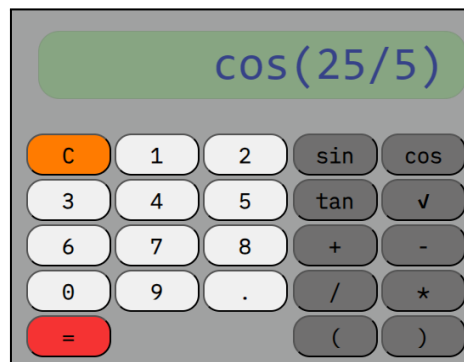 cos(25/5)
C 1 2 sin cos
3 4 5 tan √
6 7 8 + -
0 9 . / *
= ( )